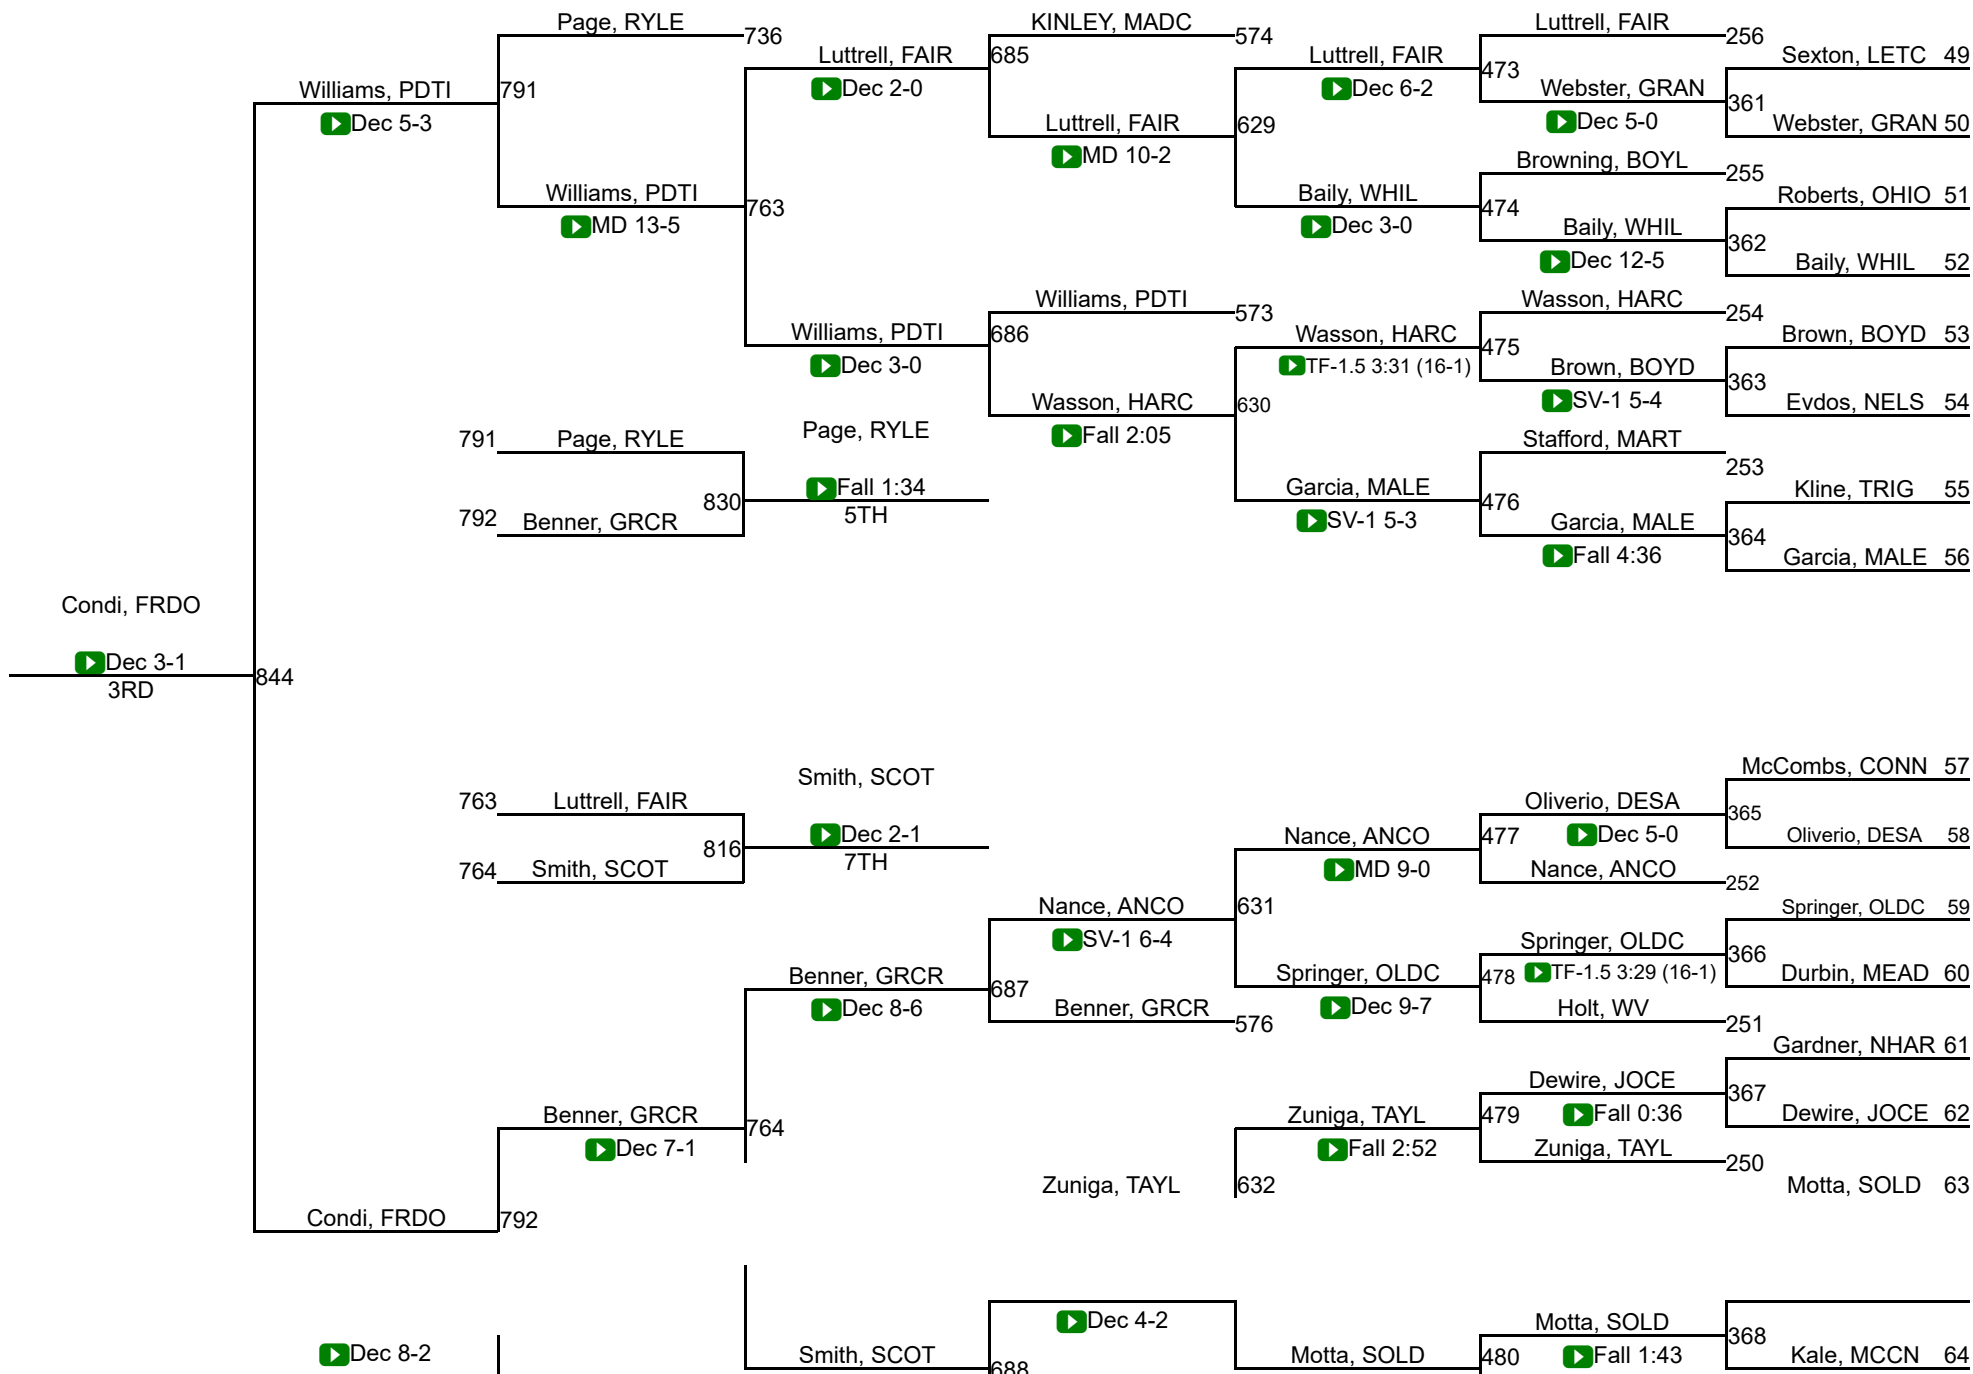 Page, RYLE
736
KINLEY, MADC
574
Luttrell, FAIR
256
Luttrell, FAIR
685
Luttrell, FAIR
473
Sexton, LETC 49
Williams, PDTI
791
Dec 2-0
Dec 6-2
Webster, GRAN
361
Dec 5-3
Luttrell, FAIR
629
Dec 5-0
Webster, GRAN 50
MD 10-2
Browning, BOYL
255
Williams, PDTI
763
Baily, WHIL
474
Roberts, OHIO 51
MD 13-5
Dec 3-0
Baily, WHIL
362
Dec 12-5
Baily, WHIL 52
Williams, PDTI
573
Wasson, HARC
254
Williams, PDTI
686
Wasson, HARC
475
Brown, BOYD 53
Dec 3-0
TF-1.5 3:31 (16-1)
Brown, BOYD
363
Wasson, HARC
630
SV-1 5-4
Evdos, NELS 54
791
Page, RYLE
Page, RYLE
Fall 2:05
Stafford, MART
253
Fall 1:34
Garcia, MALE
476
Kline, TRIG 55
830
5TH
SV-1 5-3
792
Benner, GRCR
Garcia, MALE
364
Fall 4:36
Garcia, MALE 56
Condi, FRDO
Dec 3-1
844
3RD
Smith, SCOT
McCombs, CONN 57
763
Luttrell, FAIR
Oliverio, DESA
365
Dec 2-1
Nance, ANCO
477
Dec 5-0
Oliverio, DESA 58
816
7TH
764
Smith, SCOT
MD 9-0
Nance, ANCO
252
Nance, ANCO
631
Springer, OLDC 59
SV-1 6-4
Springer, OLDC
366
Benner, GRCR
687
Springer, OLDC
478
TF-1.5 3:29 (16-1)
Durbin, MEAD 60
Dec 8-6
Benner, GRCR
576
Dec 9-7
Holt, WV
251
Gardner, NHAR 61
Dewire, JOCE
367
Benner, GRCR
764
Zuniga, TAYL
479
Fall 0:36
Dewire, JOCE 62
Dec 7-1
Fall 2:52
Zuniga, TAYL
250
Zuniga, TAYL
632
Motta, SOLD 63
Condi, FRDO
792
Dec 4-2
Motta, SOLD
368
Dec 8-2
Smith, SCOT
688
Motta, SOLD
480
Fall 1:43
Kale, MCCN 64